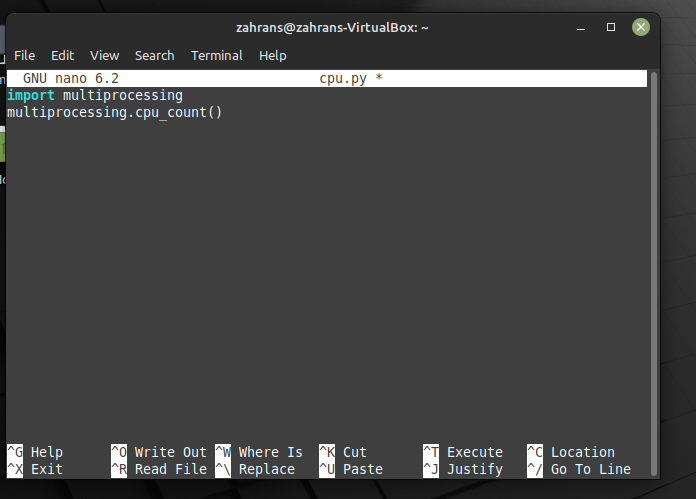 zahrans@zahrans-VirtualBox: ~
File Edit View Search Terminal Help
GNU nano 6.2 cpu.py *
import multiprocessing
multiprocessing.cpu_count()
^G Help ^O Write Out ^W Where Is ^K Cut ^T Execute ^C Location
^X Exit ^R Read File ^\ Replace ^U Paste ^J Justify ^/ Go To Line